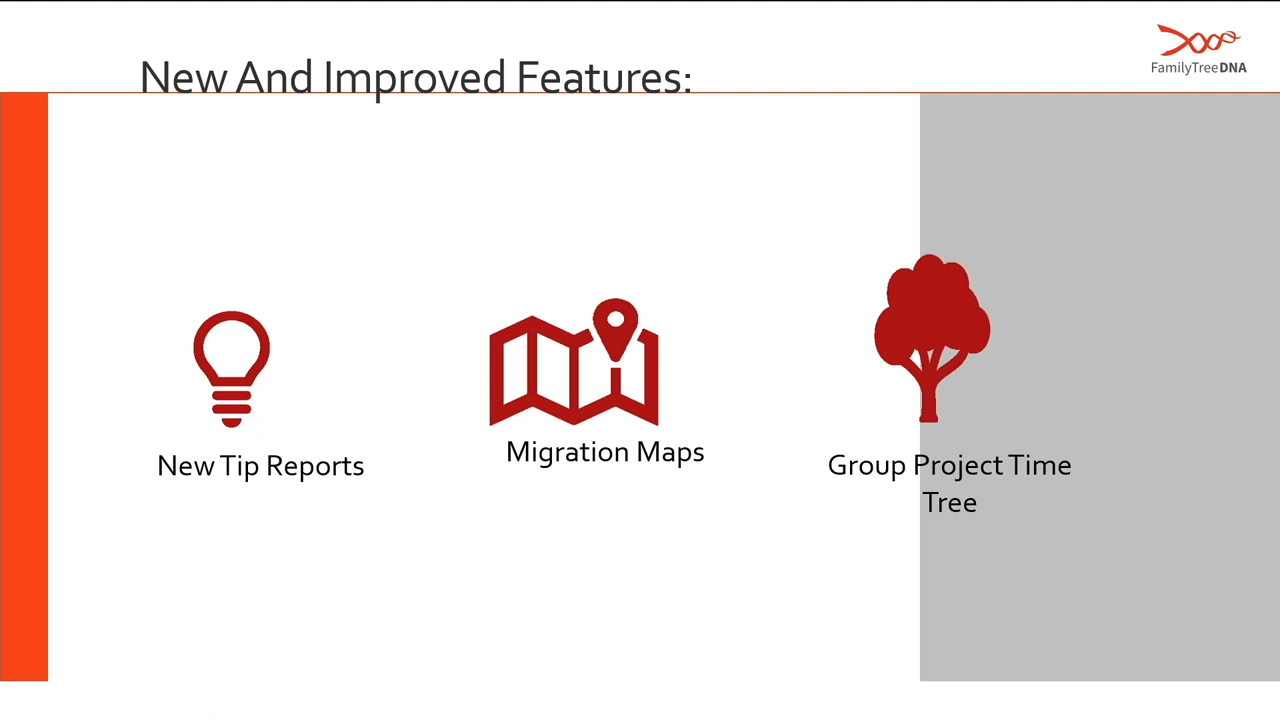 FamilyTreeDNA
New And Improved Features:
New Tip Reports
Migration Maps
Group Project Time
Tree